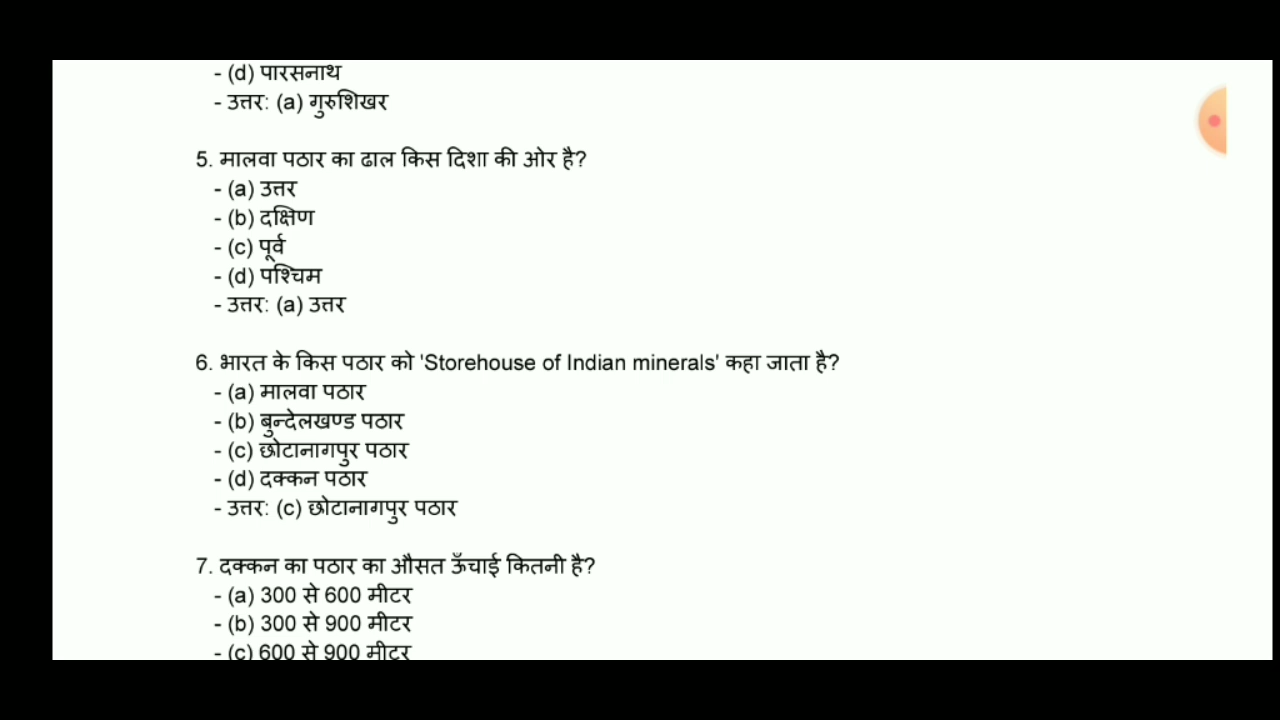 - (d) पारसनाथ
- उत्तर: (a) गुरुशिखर
5. मालवा पठार का ढाल किस दिशा की ओर है?
- (a) उत्तर
- (b) दक्षिण
- (c) पूर्व
- (d) पश्चिम
- उत्तर: (a) उत्तर
6. भारत के किस पठार को 'Storehouse of Indian minerals' कहा जाता है?
- (a) मालवा पठार
- (b) बुन्देलखण्ड पठार
- (c) छोटानागपुर पठार
- (d) दक्कन पठार
- उत्तर: (c) छोटानागपुर पठार
7. दक्कन का पठार का औसत ऊँचाई कितनी है?
- (a) 300 से 600 मीटर
- (b) 300 से 900 मीटर
- (c) 600 से 900 मीटर